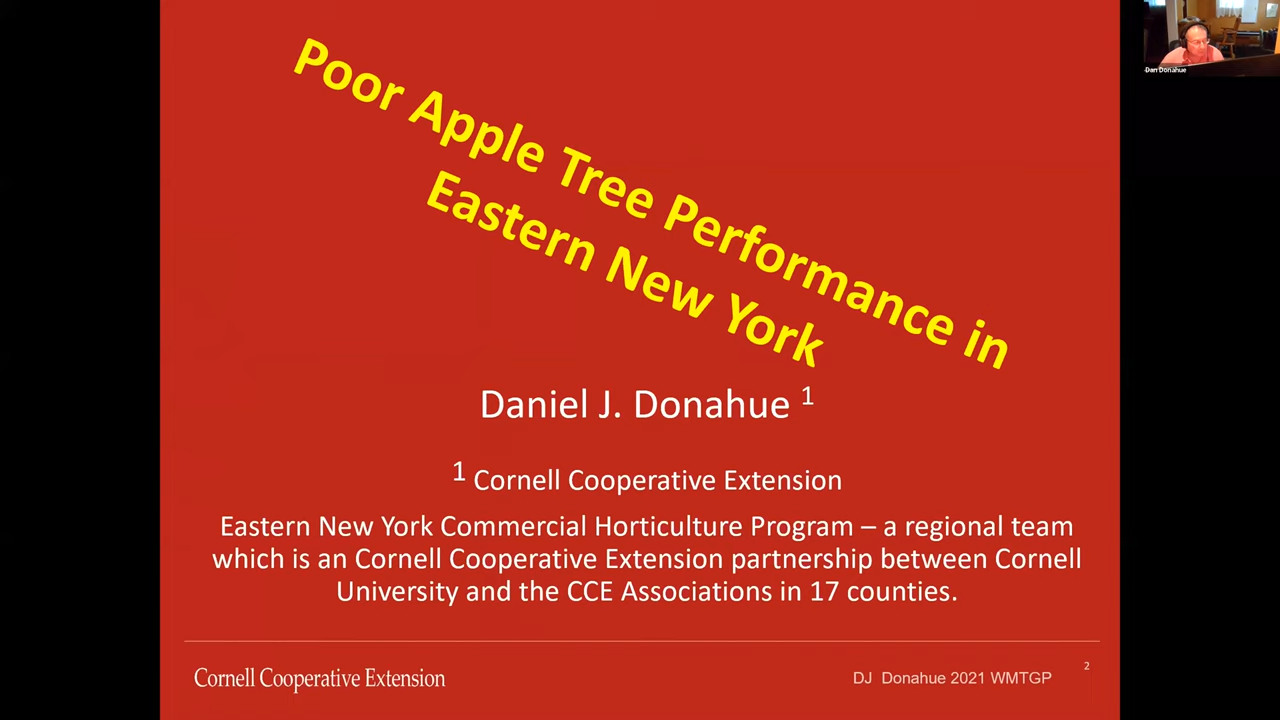 Poor Apple Tree Performance in
Eastern New York
Daniel J. Donahue 1
1 Cornell Cooperative Extension
Eastern New York Commercial Horticulture Program – a regional team
which is an Cornell Cooperative Extension partnership between Cornell
University and the CCE Associations in 17 counties.
Cornell Cooperative Extension
DJ Donahue 2021 WMTGP
2
Dan Donahue